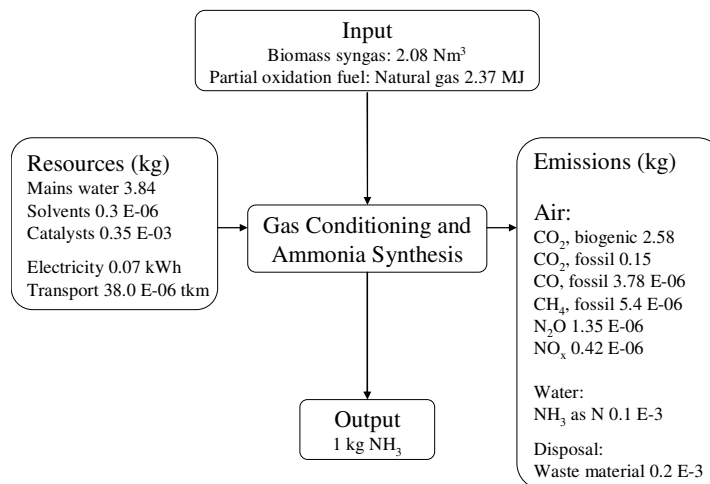 Input
Biomass syngas: 2.08 Nm³
Partial oxidation fuel: Natural gas 2.37 MJ
Resources (kg)
Mains water 3.84
Solvents 0.3 E-06
Catalysts 0.35 E-03
Electricity 0.07 kWh
Transport 38.0 E-06 tkm
Gas Conditioning and
Ammonia Synthesis
Output
1 kg NH₃
Emissions (kg)
Air:
CO₂, biogenic 2.58
CO₂, fossil 0.15
CO, fossil 3.78 E-06
CH₄, fossil 5.4 E-06
N₂O 1.35 E-06
NOₓ 0.42 E-06
Water:
NH₃ as N 0.1 E-3
Disposal:
Waste material 0.2 E-3